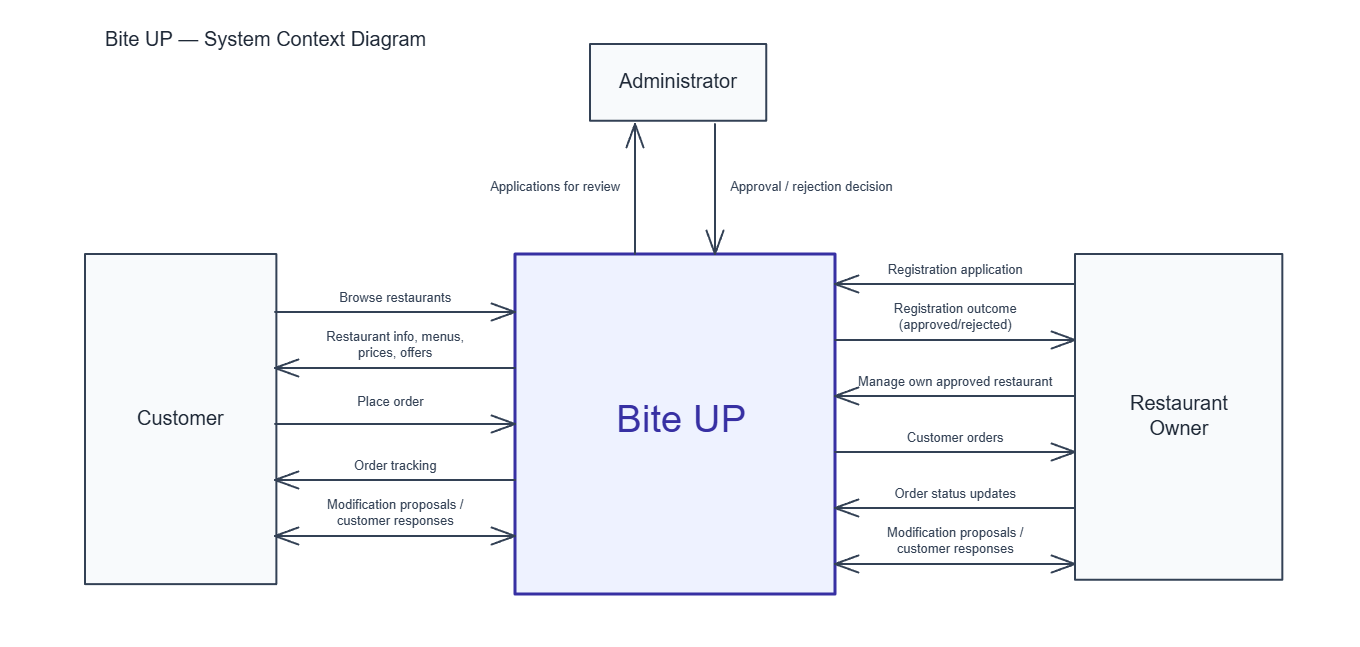 Bite UP — System Context Diagram
Administrator
Applications for review
Approval / rejection decision
Customer
Browse restaurants
Restaurant info, menus,
prices, offers
Place order
Order tracking
Modification proposals /
customer responses
Bite UP
Registration application
Registration outcome
(approved/rejected)
Manage own approved restaurant
Customer orders
Order status updates
Modification proposals /
customer responses
Restaurant
Owner